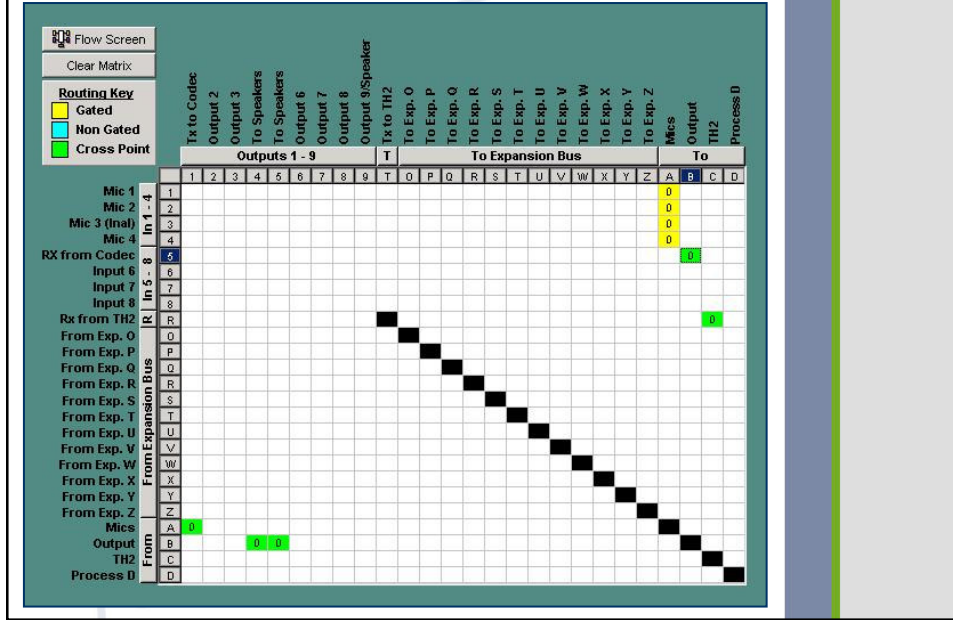 Flow Screen
Clear Matrix
Routing Key
Gated
Non Gated
Cross Point
Tx to Codec
Output 2
Output 3
To Speakers
To Speakers
Output 6
Output 7
Output 8
Output 9/Speaker
Tx to TH2
To Exp. O
To Exp. P
To Exp. Q
To Exp. R
To Exp. S
To Exp. T
To Exp. U
To Exp. V
To Exp. W
To Exp. X
To Exp. Y
To Exp. Z
Mics
Output
TH2
Process D
Outputs 1 - 9 T To Expansion Bus To
1 2 3 4 5 6 7 8 9 T O P Q R S T U V W X Y Z A B C D
In 1 - 4
In 5 - 8
R
From Expansion Bus
From
Mic 1 1 0
Mic 2 2 0
Mic 3 (Inal) 3 0
Mic 4 4 0
RX from Codec 5 0
Input 6 6
Input 7 7
Input 8 8
Rx from TH2 R 0
From Exp. O O
From Exp. P P
From Exp. Q Q
From Exp. R R
From Exp. S S
From Exp. T T
From Exp. U U
From Exp. V V
From Exp. W W
From Exp. X X
From Exp. Y Y
From Exp. Z Z
Mics A 0
Output B 0 0
TH2 C
Process D D